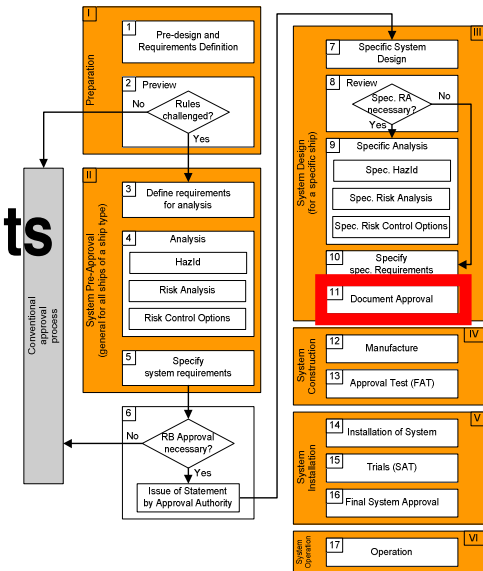 I
1
Pre-design and
Requirements Definition
2
Preview
Rules
challenged?
No
Yes
Preparation
II
3
Define requirements
for analysis
4
Analysis
HazId
Risk Analysis
Risk Control Options
5
Specify
system requirements
System Pre-Approval
(general for all ships of a ship type)
6
RB Approval
necessary?
No
Yes
Issue of Statement
by Approval Authority
ts
Conventional
approval
process
III
7
Specific System
Design
8
Review
Spec. RA
necessary?
No
Yes
9
Specific Analysis
Spec. HazId
Spec. Risk Analysis
Spec. Risk Control Options
10
Specify
spec. Requirements
11
Document Approval
System Design
(for a specific ship)
IV
12
Manufacture
13
Approval Test (FAT)
System
Construction
V
14
Installation of System
15
Trials (SAT)
16
Final System Approval
System
Installation
VI
17
Operation
System
Operation